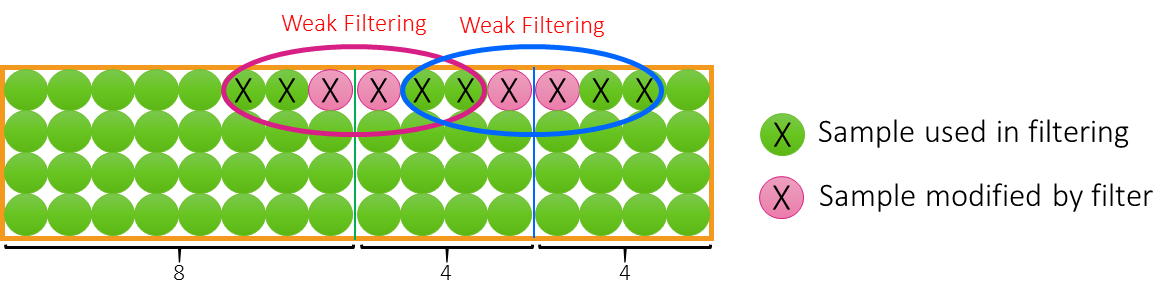 Weak Filtering
Weak Filtering
X X X X X X X X X X
X Sample used in filtering
X Sample modified by filter
8
4
4